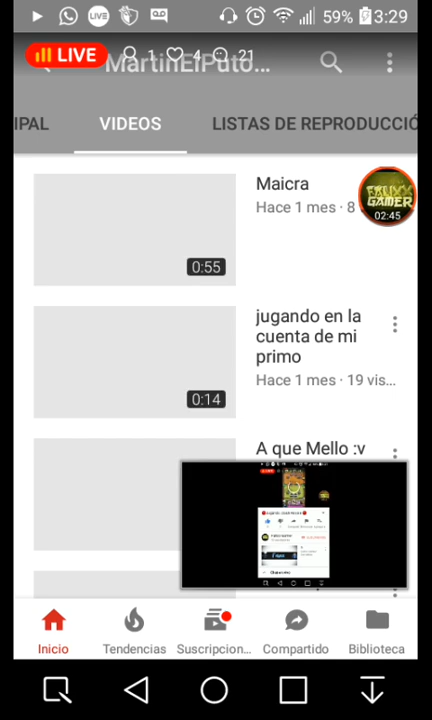 LIVE 59% 3:29
LIVE 1 4 21
MartinElPuto...
IPAL VIDEOS LISTAS DE REPRODUCCIÓ
Maicra
Hace 1 mes · 8
FAUXX
GAMER
02:45
0:55
jugando en la
cuenta de mi
primo
Hace 1 mes · 19 vis...
0:14
A que Mello :v
Inicio Tendencias Suscripcion... Compartido Biblioteca